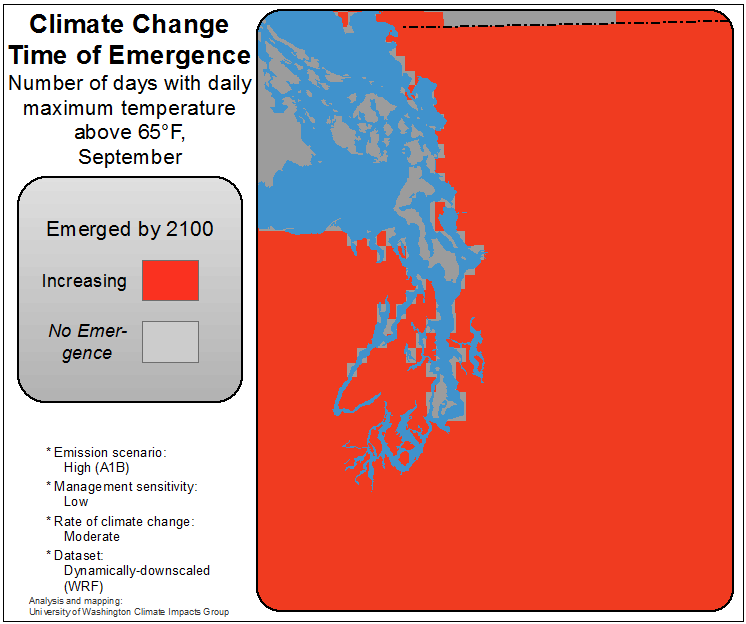 Climate Change
Time of Emergence
Number of days with daily
maximum temperature
above 65°F,
September
Emerged by 2100
Increasing
No Emer-
gence
* Emission scenario:
High (A1B)
* Management sensitivity:
Low
* Rate of climate change:
Moderate
* Dataset:
Dynamically-downscaled
(WRF)
Analysis and mapping:
University of Washington Climate Impacts Group